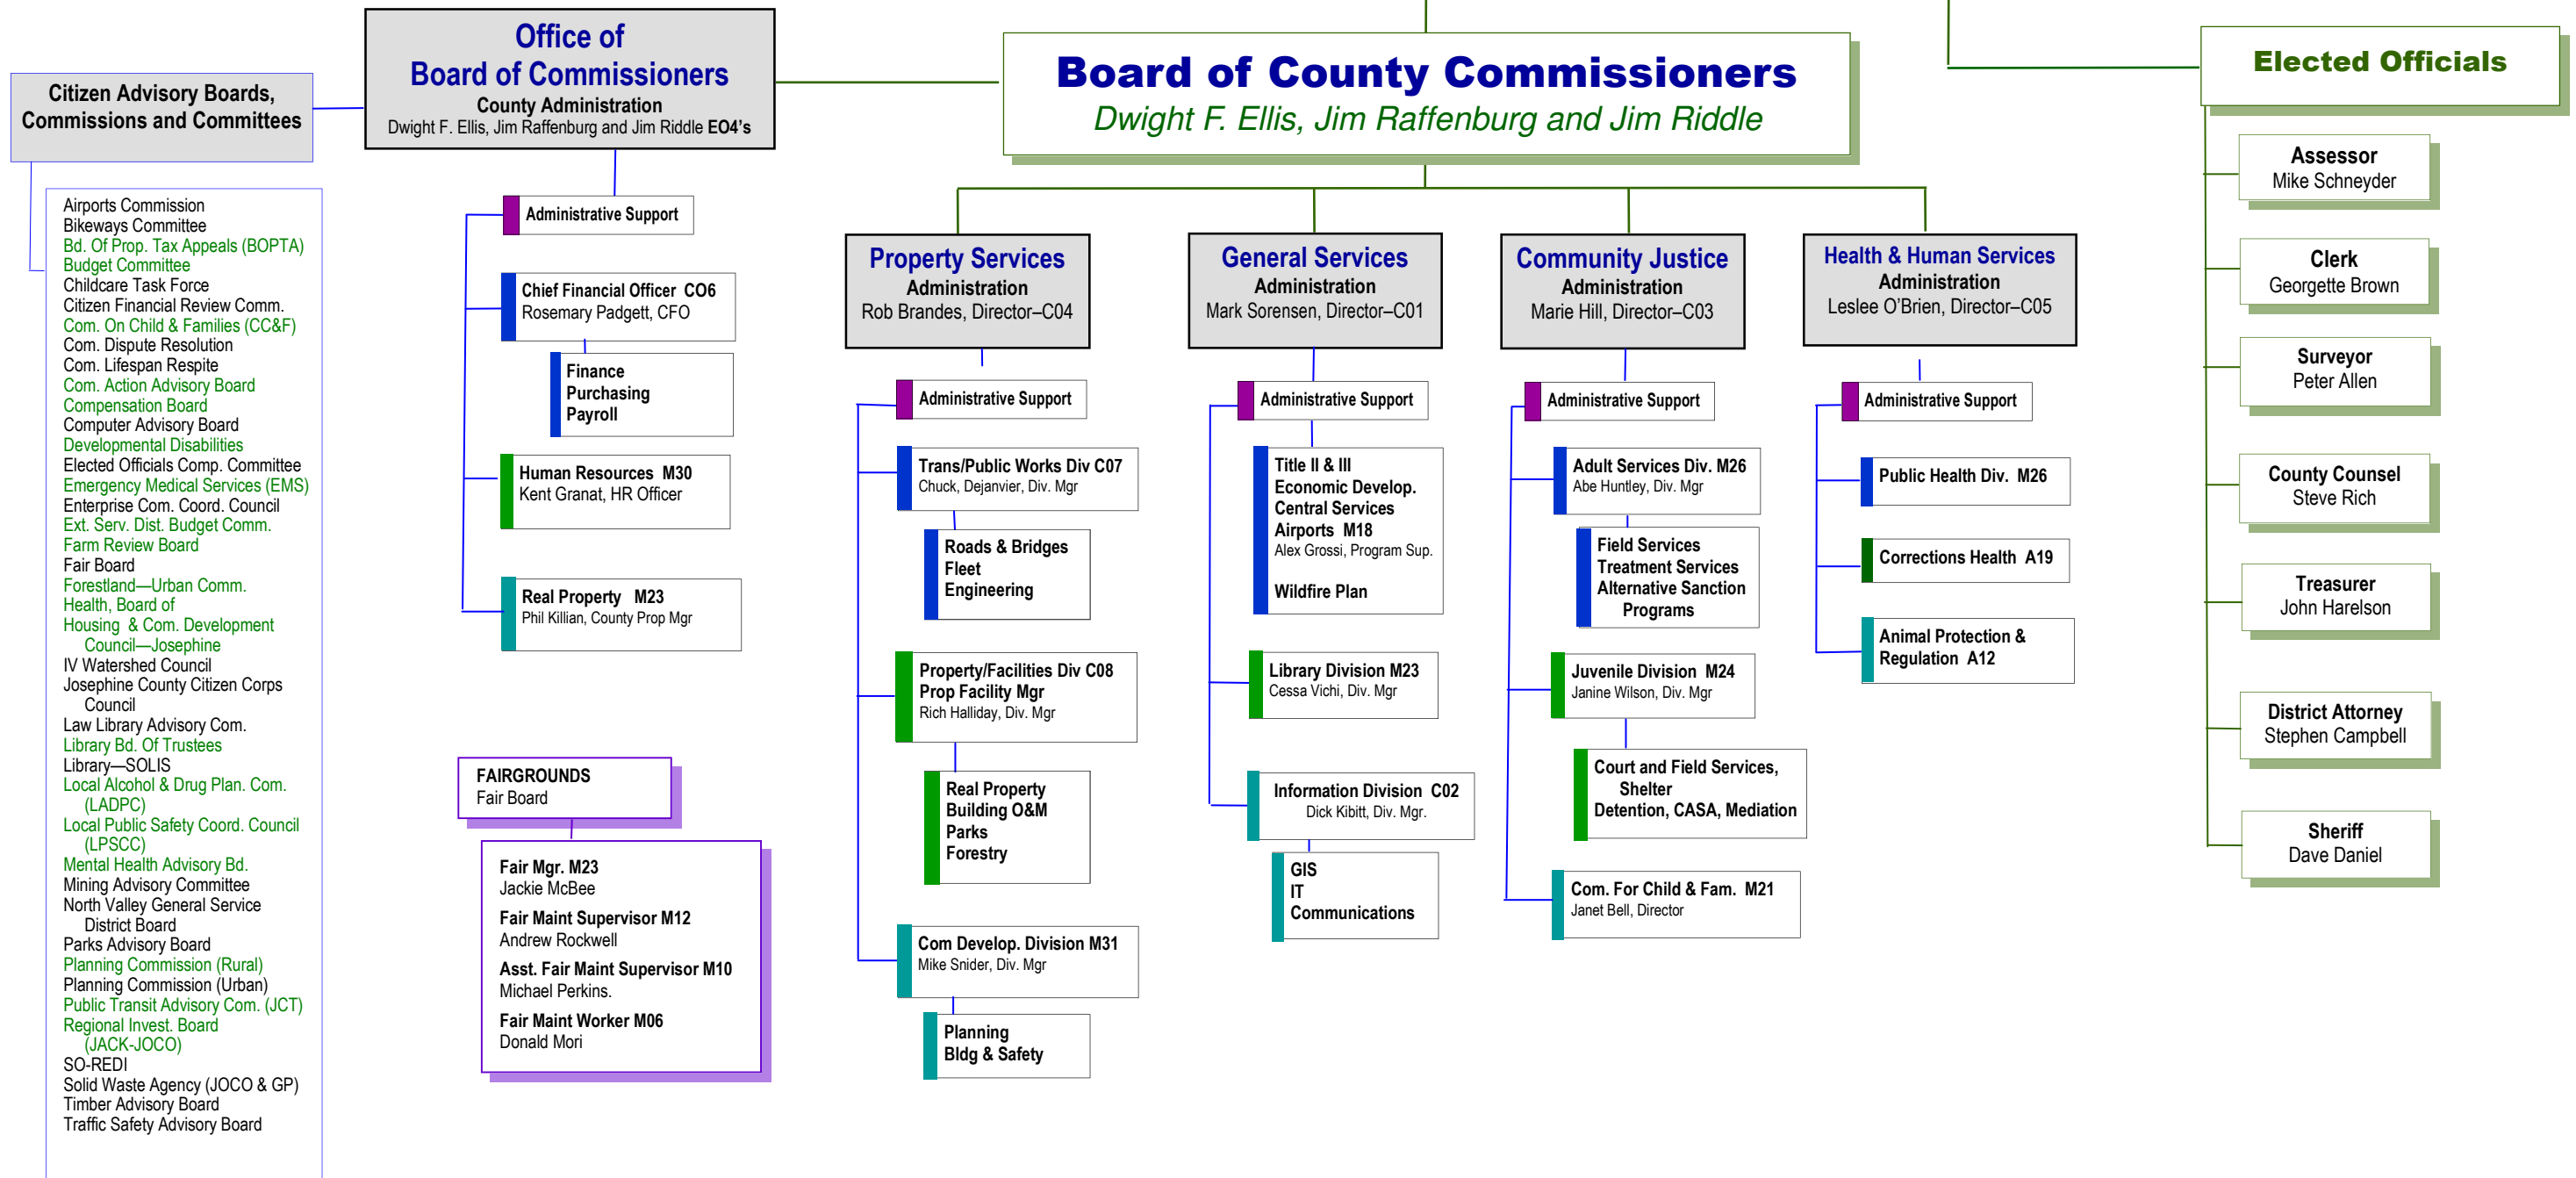 Office of
Board of Commissioners
County Administration
Dwight F. Ellis, Jim Raffenburg and Jim Riddle EO4's
Board of County Commissioners
Dwight F. Ellis, Jim Raffenburg and Jim Riddle
Elected Officials
Citizen Advisory Boards,
Commissions and Committees
Airports Commission
Bikeways Committee
Bd. Of Prop. Tax Appeals (BOPTA)
Budget Committee
Childcare Task Force
Citizen Financial Review Comm.
Com. On Child & Families (CC&F)
Com. Dispute Resolution
Com. Lifespan Respite
Com. Action Advisory Board
Compensation Board
Computer Advisory Board
Developmental Disabilities
Elected Officials Comp. Committee
Emergency Medical Services (EMS)
Enterprise Com. Coord. Council
Ext. Serv. Dist. Budget Comm.
Farm Review Board
Fair Board
Forestland—Urban Comm.
Health, Board of
Housing & Com. Development
Council—Josephine
IV Watershed Council
Josephine County Citizen Corps
Council
Law Library Advisory Com.
Library Bd. Of Trustees
Library—SOLIS
Local Alcohol & Drug Plan. Com.
(LADPC)
Local Public Safety Coord. Council
(LPSCC)
Mental Health Advisory Bd.
Mining Advisory Committee
North Valley General Service
District Board
Parks Advisory Board
Planning Commission (Rural)
Planning Commission (Urban)
Public Transit Advisory Com. (JCT)
Regional Invest. Board
(JACK-JOCO)
SO-REDI
Solid Waste Agency (JOCO & GP)
Timber Advisory Board
Traffic Safety Advisory Board
Administrative Support
Chief Financial Officer CO6
Rosemary Padgett, CFO
Finance
Purchasing
Payroll
Human Resources M30
Kent Granat, HR Officer
Real Property M23
Phil Killian, County Prop Mgr
FAIRGROUNDS
Fair Board
Fair Mgr. M23
Jackie McBee
Fair Maint Supervisor M12
Andrew Rockwell
Asst. Fair Maint Supervisor M10
Michael Perkins.
Fair Maint Worker M06
Donald Mori
Property Services
Administration
Rob Brandes, Director–C04
Administrative Support
Trans/Public Works Div C07
Chuck, Dejanvier, Div. Mgr
Roads & Bridges
Fleet
Engineering
Property/Facilities Div C08
Prop Facility Mgr
Rich Halliday, Div. Mgr
Real Property
Building O&M
Parks
Forestry
Com Develop. Division M31
Mike Snider, Div. Mgr
Planning
Bldg & Safety
General Services
Administration
Mark Sorensen, Director–C01
Administrative Support
Title II & III
Economic Develop.
Central Services
Airports M18
Alex Grossi, Program Sup.
Wildfire Plan
Library Division M23
Cessa Vichi, Div. Mgr
Information Division C02
Dick Kibitt, Div. Mgr.
GIS
IT
Communications
Community Justice
Administration
Marie Hill, Director–C03
Administrative Support
Adult Services Div. M26
Abe Huntley, Div. Mgr
Field Services
Treatment Services
Alternative Sanction
Programs
Juvenile Division M24
Janine Wilson, Div. Mgr
Court and Field Services,
Shelter
Detention, CASA, Mediation
Com. For Child & Fam. M21
Janet Bell, Director
Health & Human Services
Administration
Leslee O'Brien, Director–C05
Administrative Support
Public Health Div. M26
Corrections Health A19
Animal Protection &
Regulation A12
Assessor
Mike Schneyder
Clerk
Georgette Brown
Surveyor
Peter Allen
County Counsel
Steve Rich
Treasurer
John Harelson
District Attorney
Stephen Campbell
Sheriff
Dave Daniel